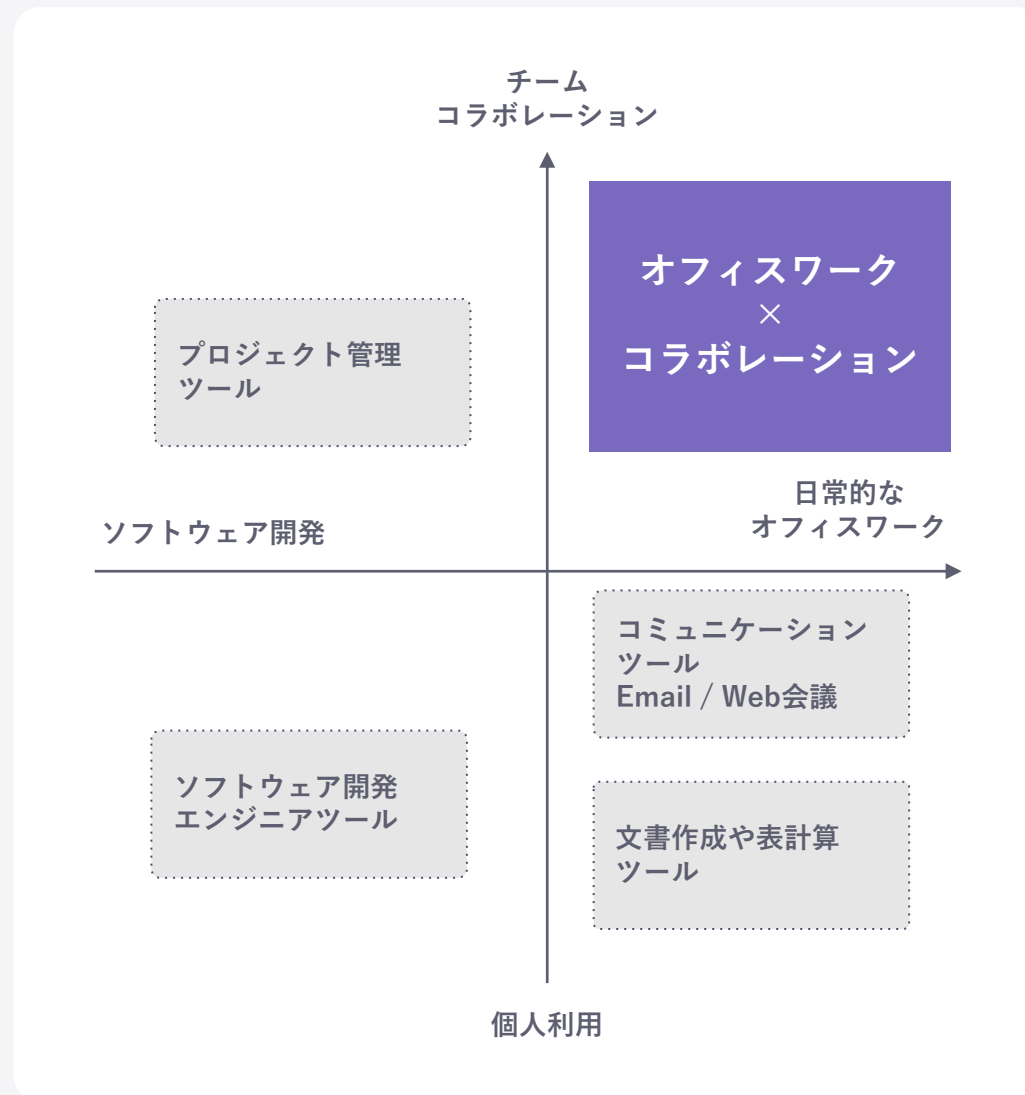 チーム
コラボレーション
オフィスワーク
×
コラボレーション
プロジェクト管理
ツール
日常的な
オフィスワーク
ソフトウェア開発
コミュニケーション
ツール
Email / Web会議
ソフトウェア開発
エンジニアツール
文書作成や表計算
ツール
個人利用